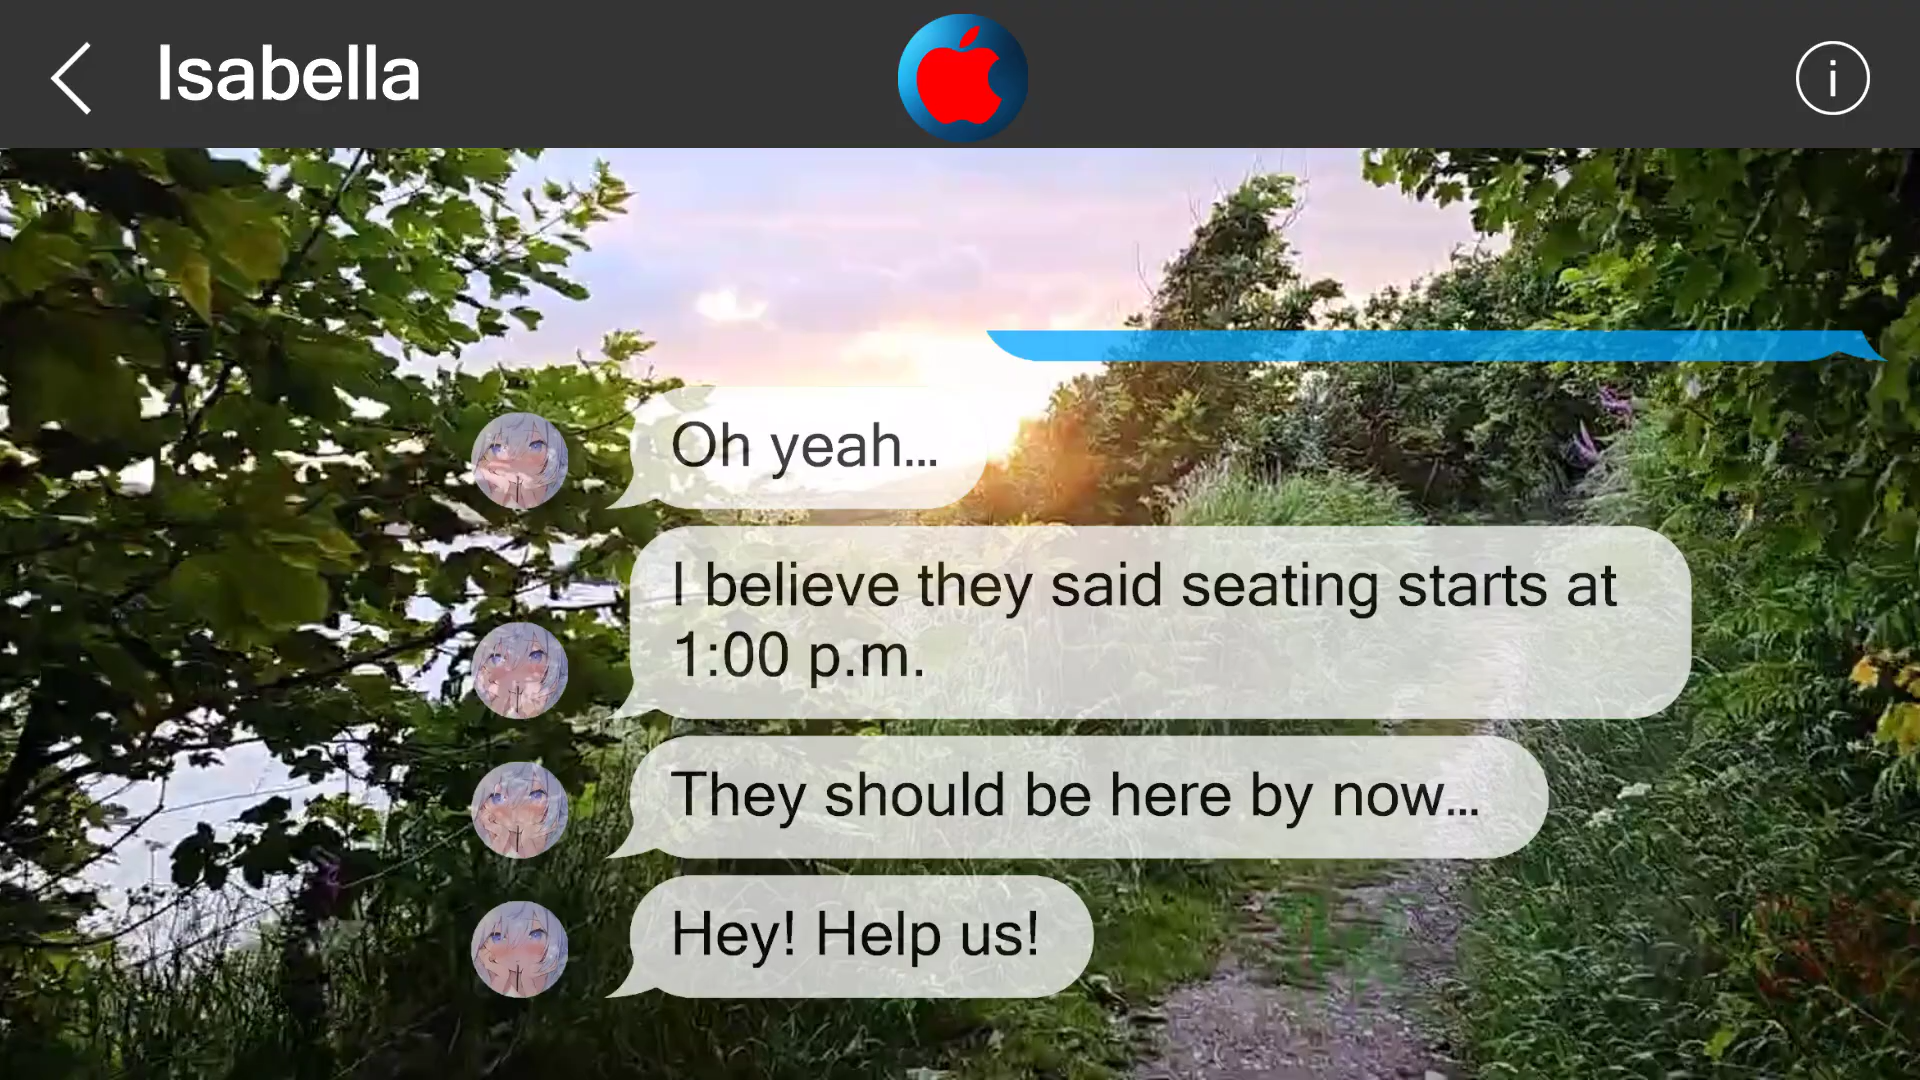 Isabella
Oh yeah...
I believe they said seating starts at
1:00 p.m.
They should be here by now...
Hey! Help us!